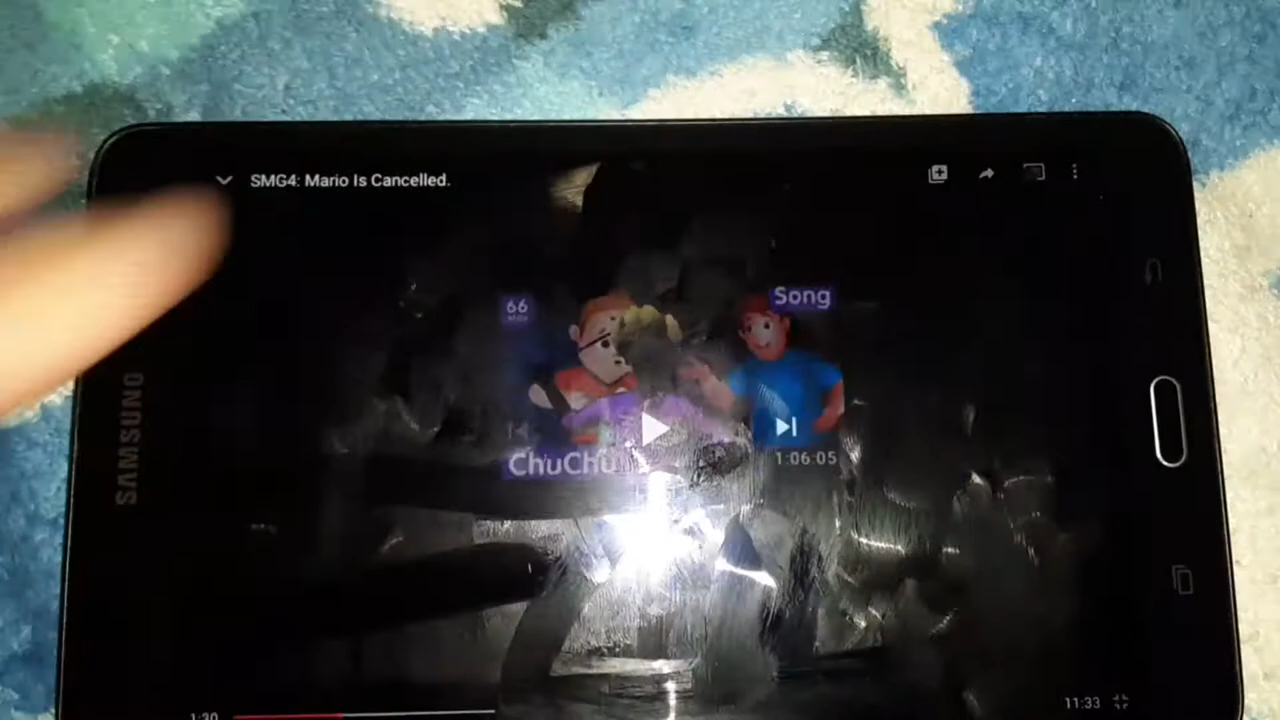 SMG4: Mario Is Cancelled.
66
Song
ChuChu
1:06:05
SAMSUNG
1:30
11:33